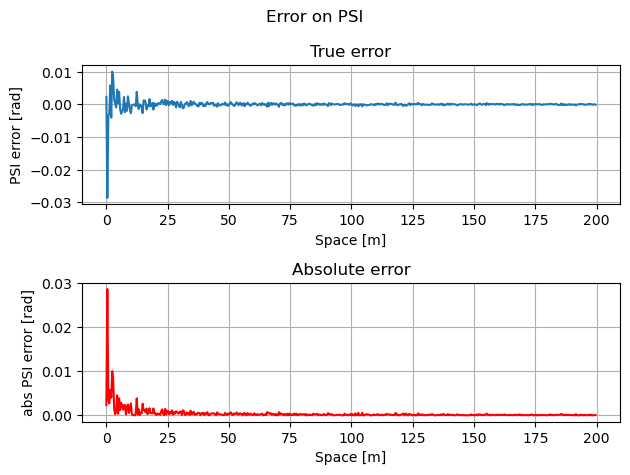 Error on PSI
True error
PSI error [rad]
0.01
0.00
−0.01
−0.02
−0.03
0 25 50 75 100 125 150 175 200
Space [m]
Absolute error
abs PSI error [rad]
0.03
0.02
0.01
0.00
0 25 50 75 100 125 150 175 200
Space [m]